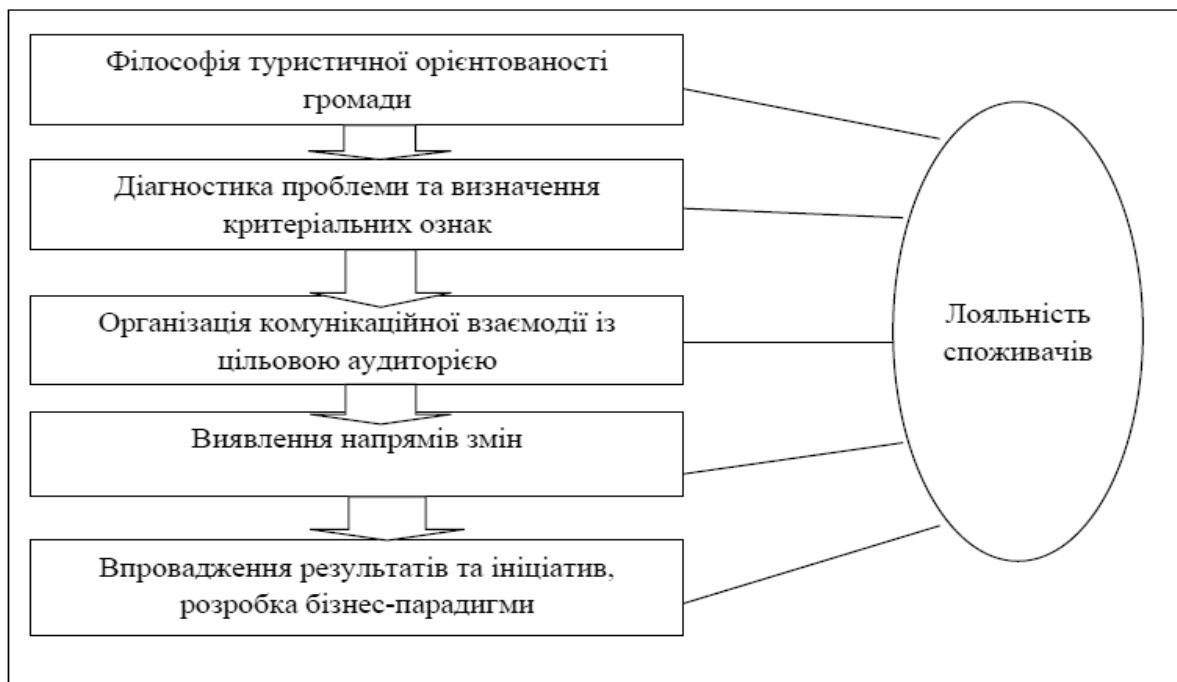 Філософія туристичної орієнтованості
громади
Діагностика проблеми та визначення
критеріальних ознак
Організація комунікаційної взаємодії із
цільовою аудиторією
Виявлення напрямів змін
Впровадження результатів та ініціатив,
розробка бізнес-парадигми
Лояльність
споживачів